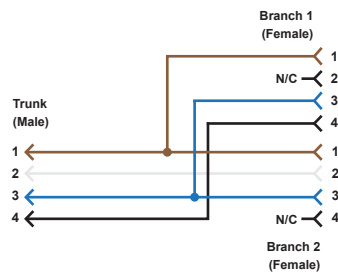 Branch 1
(Female)
1
N/C 2
3
4
Trunk
(Male)
1 1
2 2
3 3
4 N/C 4
Branch 2
(Female)